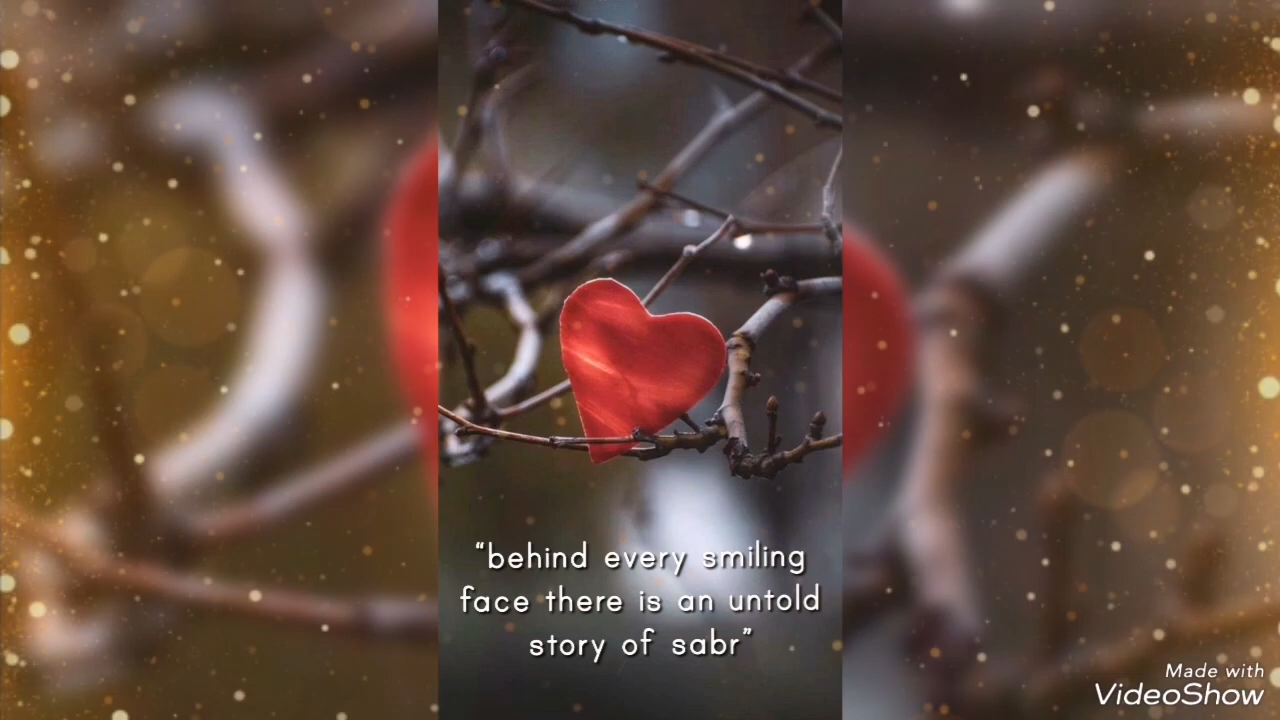 “behind every smiling
face there is an untold
story of sabr”
Made with
VideoShow